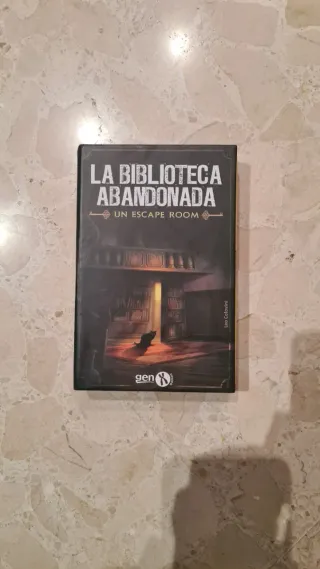 LA BIBLIOTECA
ABANDONADA
UN ESCAPE ROOM
gen X